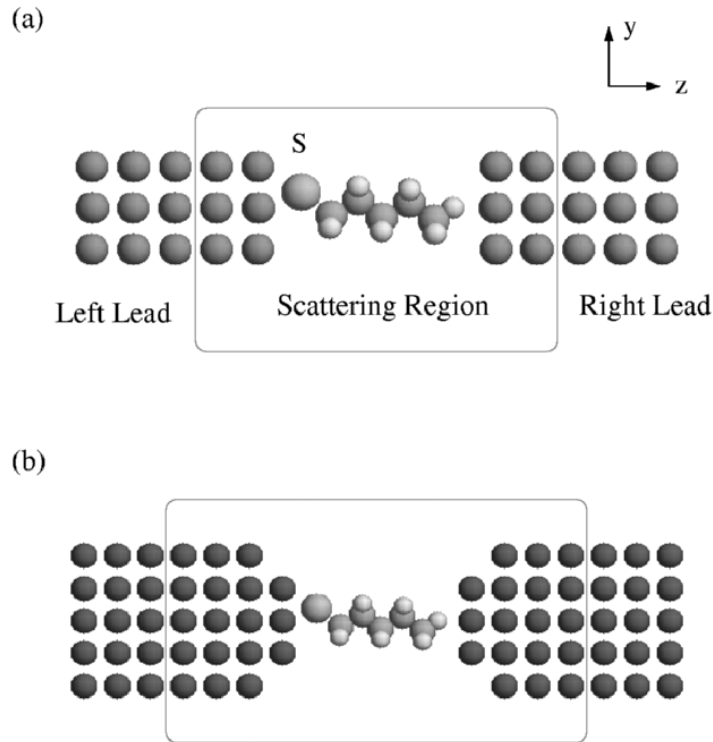 (a)
y
z
S
Left Lead
Scattering Region
Right Lead
(b)